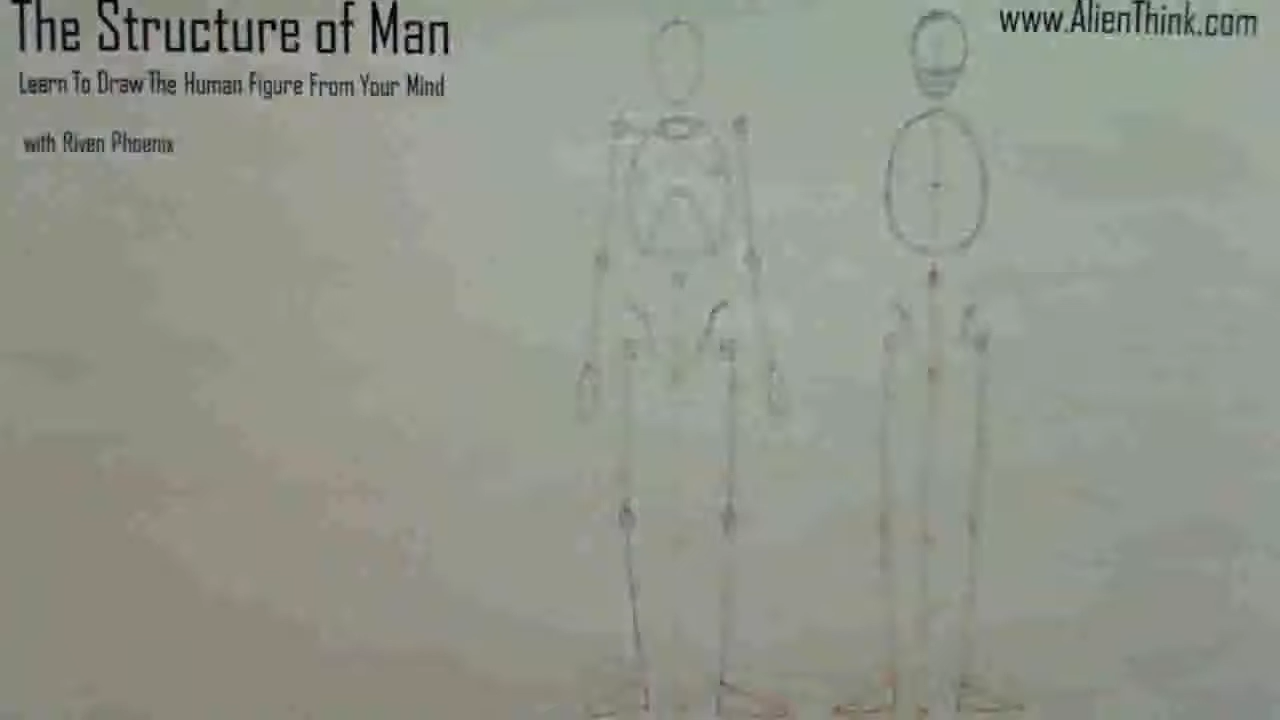 The Structure of Man
www.AlienThink.com
Learn To Draw The Human Figure From Your Mind
with Riven Phoenix